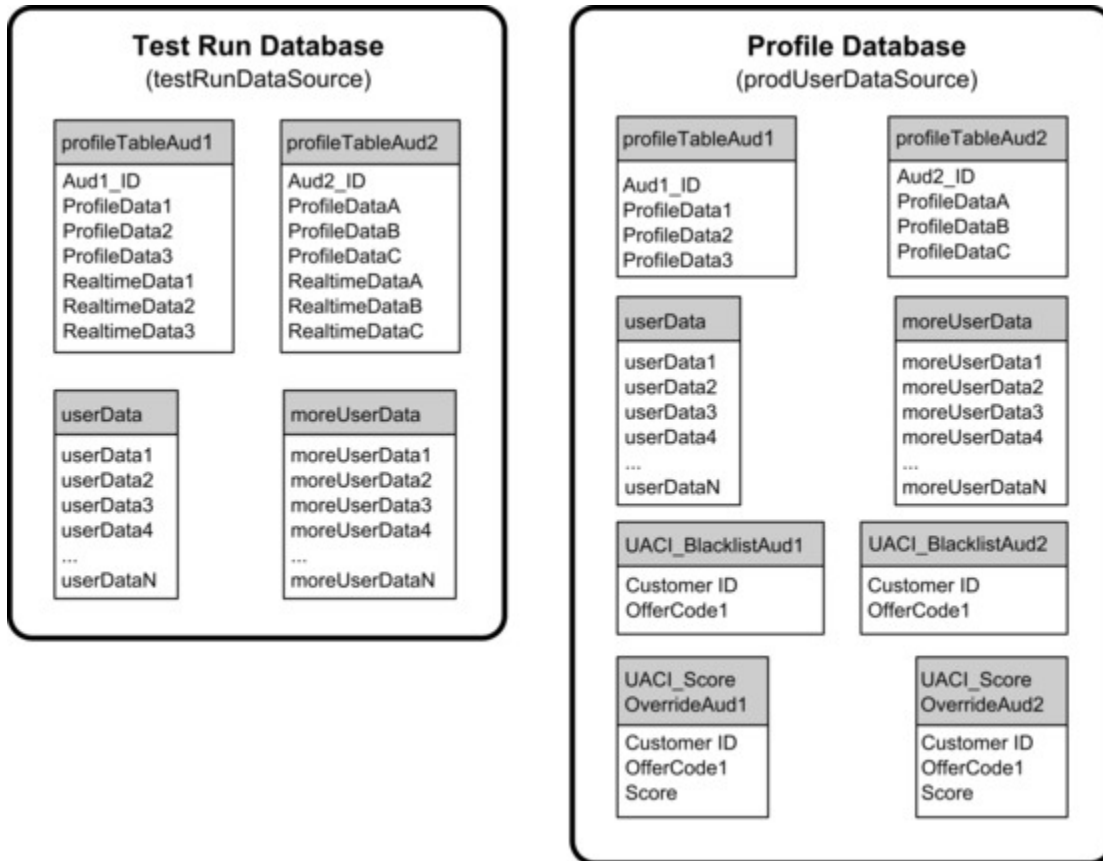 Test Run Database
(testRunDataSource)
profileTableAud1
Aud1_ID
ProfileData1
ProfileData2
ProfileData3
RealtimeData1
RealtimeData2
RealtimeData3
profileTableAud2
Aud2_ID
ProfileDataA
ProfileDataB
ProfileDataC
RealtimeDataA
RealtimeDataB
RealtimeDataC
userData
userData1
userData2
userData3
userData4
...
userDataN
moreUserData
moreUserData1
moreUserData2
moreUserData3
moreUserData4
...
moreUserDataN
Profile Database
(prodUserDataSource)
profileTableAud1
Aud1_ID
ProfileData1
ProfileData2
ProfileData3
profileTableAud2
Aud2_ID
ProfileDataA
ProfileDataB
ProfileDataC
userData
userData1
userData2
userData3
userData4
...
userDataN
moreUserData
moreUserData1
moreUserData2
moreUserData3
moreUserData4
...
moreUserDataN
UACI_BlacklistAud1
Customer ID
OfferCode1
UACI_BlacklistAud2
Customer ID
OfferCode1
UACI_Score
OverrideAud1
Customer ID
OfferCode1
Score
UACI_Score
OverrideAud2
Customer ID
OfferCode1
Score